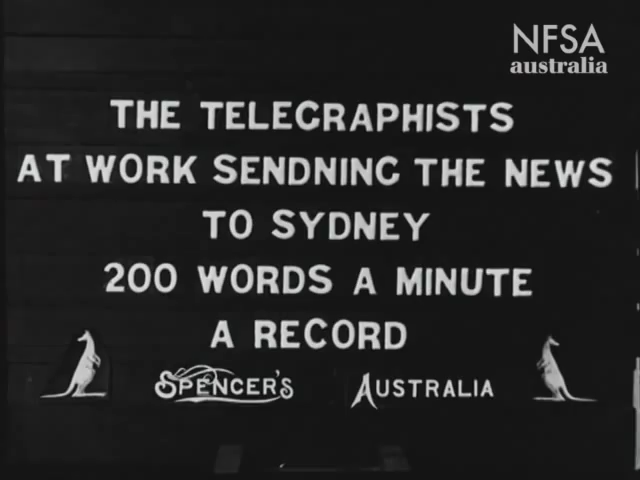 NFSA
australia
THE TELEGRAPHISTS
AT WORK SENDNING THE NEWS
TO SYDNEY
200 WORDS A MINUTE
A RECORD
SPENCER'S AUSTRALIA